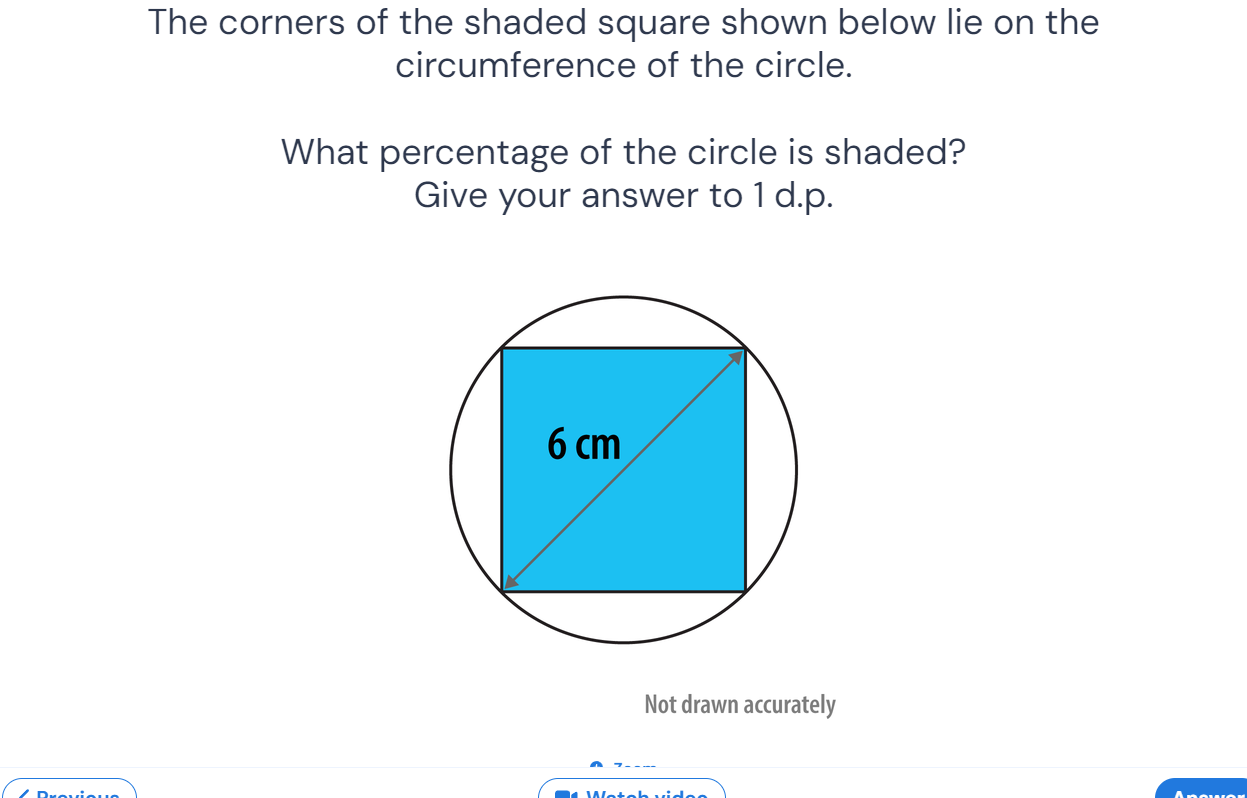 The corners of the shaded square shown below lie on the
circumference of the circle.
What percentage of the circle is shaded?
Give your answer to 1 d.p.
6 cm
Not drawn accurately
Zoom
Previous
Watch video
Answer